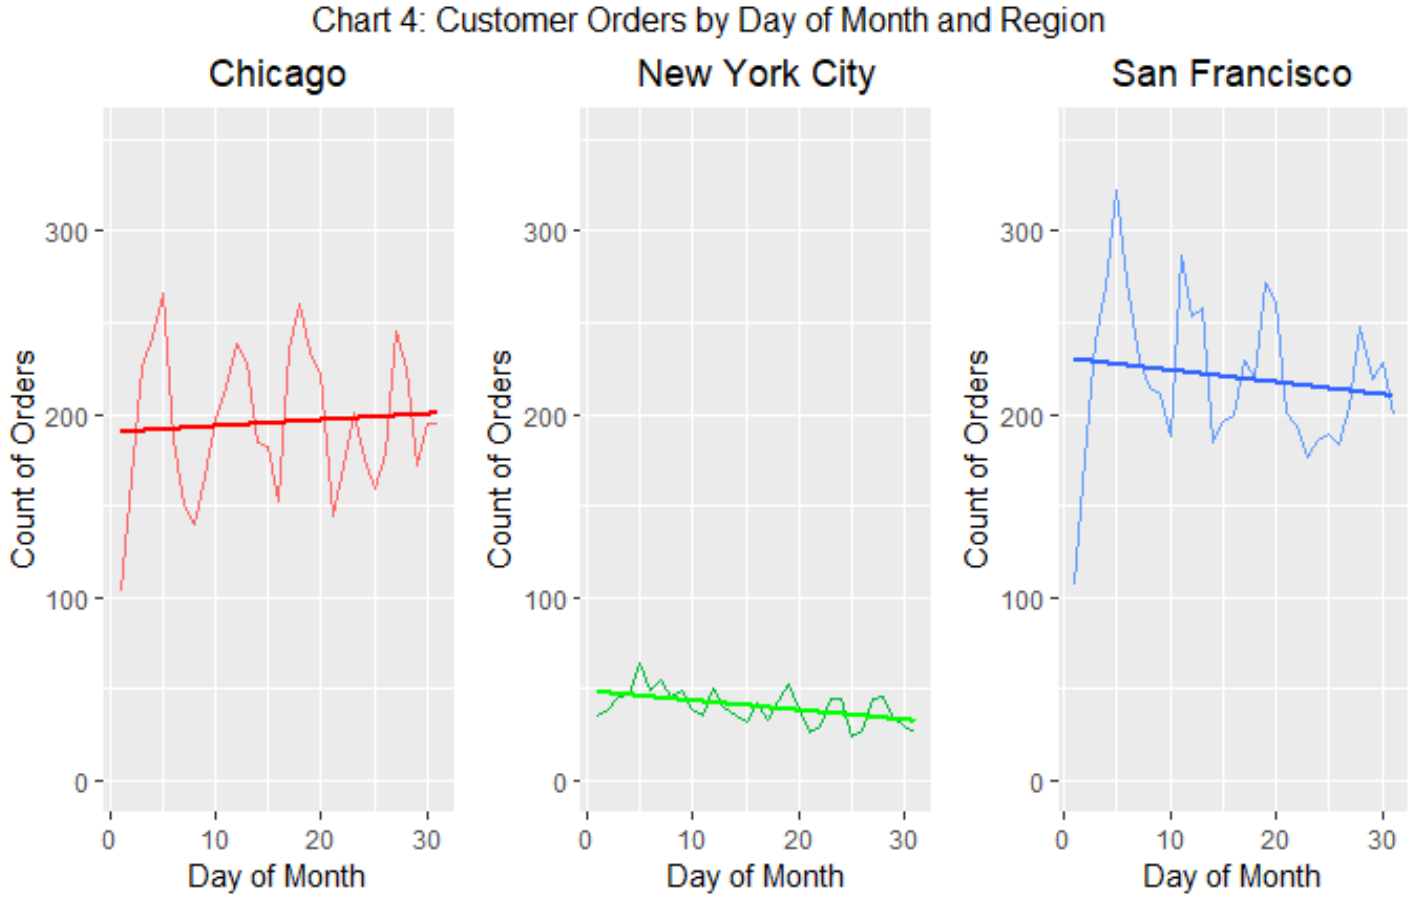 Chart 4: Customer Orders by Day of Month and Region
Chicago
New York City
San Francisco
Count of Orders
300
200
100
0
0 10 20 30
Day of Month
Count of Orders
300
200
100
0
0 10 20 30
Day of Month
Count of Orders
300
200
100
0
0 10 20 30
Day of Month